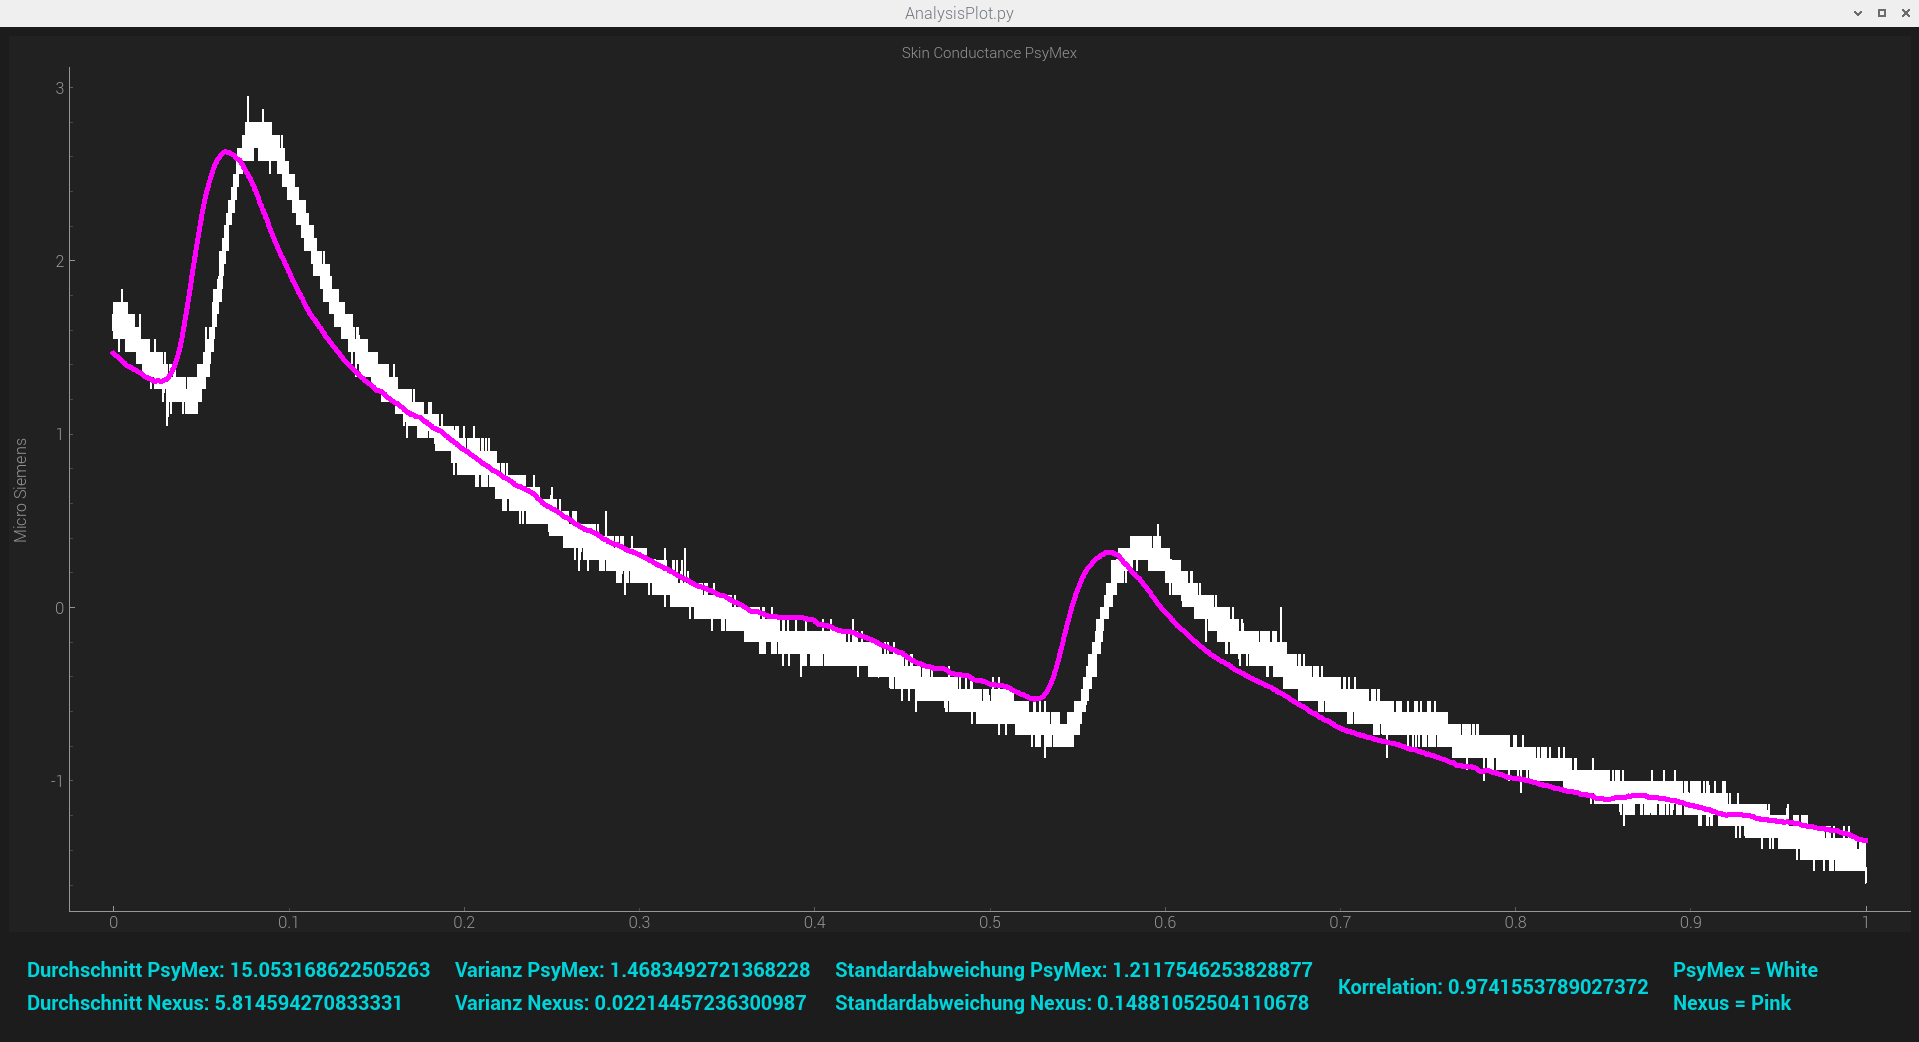 AnalysisPlot.py
Skin Conductance PsyMex
3
2
1
0
-1
Micro Siemens
0 0.1 0.2 0.3 0.4 0.5 0.6 0.7 0.8 0.9 1
Durchschnitt PsyMex: 15.053168622505263 Varianz PsyMex: 1.4683492721368228 Standardabweichung PsyMex: 1.2117546253828877
Durchschnitt Nexus: 5.814594270833331 Varianz Nexus: 0.02214457236300987 Standardabweichung Nexus: 0.14881052504110678
Korrelation: 0.9741553789027372
PsyMex = White
Nexus = Pink